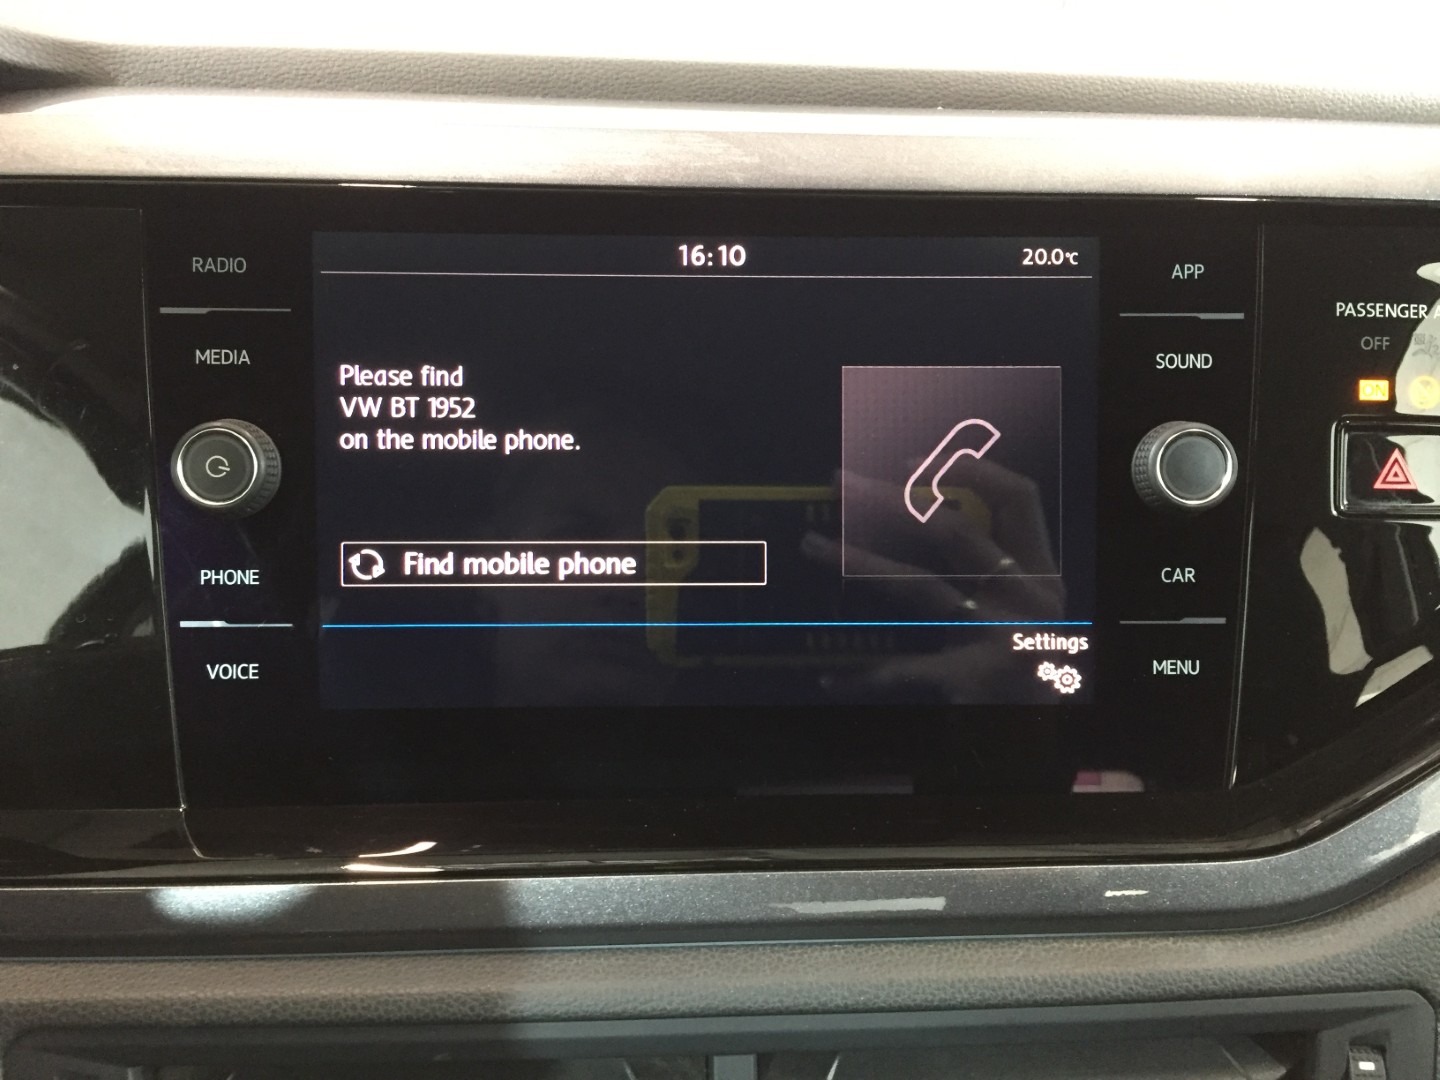 RADIO
MEDIA
PHONE
VOICE
16:10
20.0°C
Please find
VW BT 1952
on the mobile phone.
Find mobile phone
Settings
APP
SOUND
CAR
MENU
PASSENGER
OFF
ON